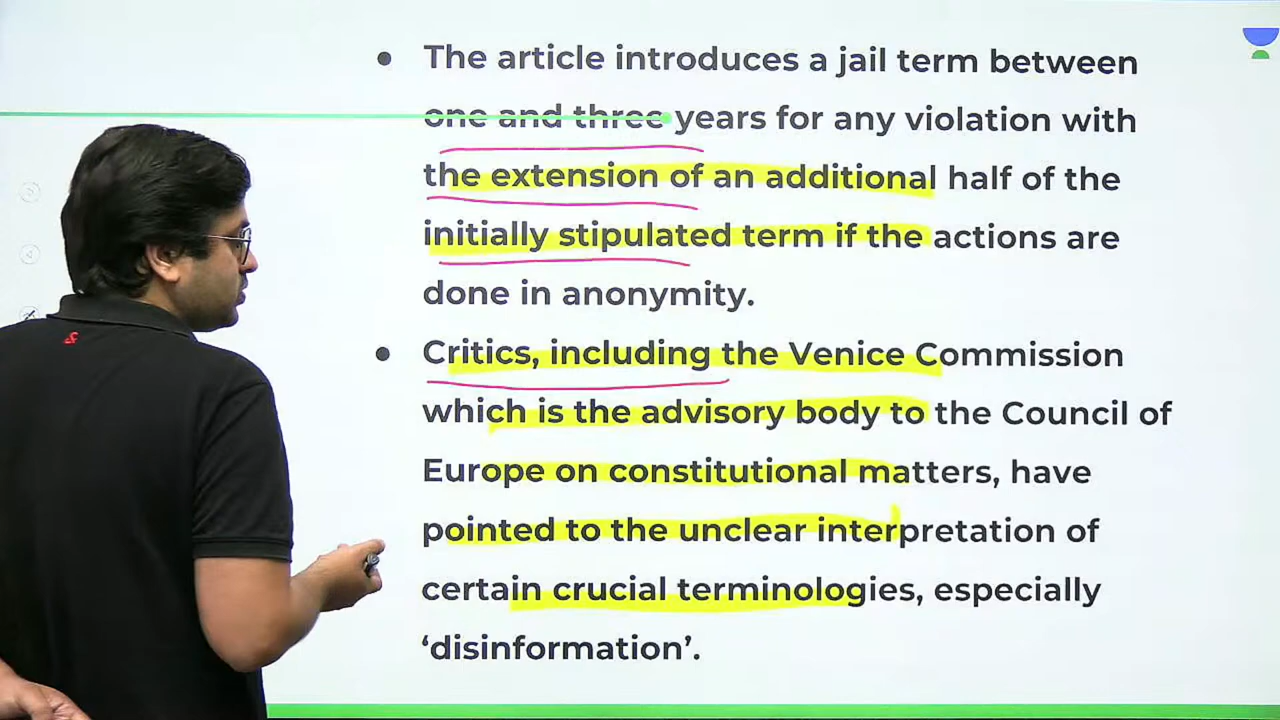 • The article introduces a jail term between
one and three years for any violation with
the extension of an additional half of the
initially stipulated term if the actions are
done in anonymity.
• Critics, including the Venice Commission
which is the advisory body to the Council of
Europe on constitutional matters, have
pointed to the unclear interpretation of
certain crucial terminologies, especially
‘disinformation’.